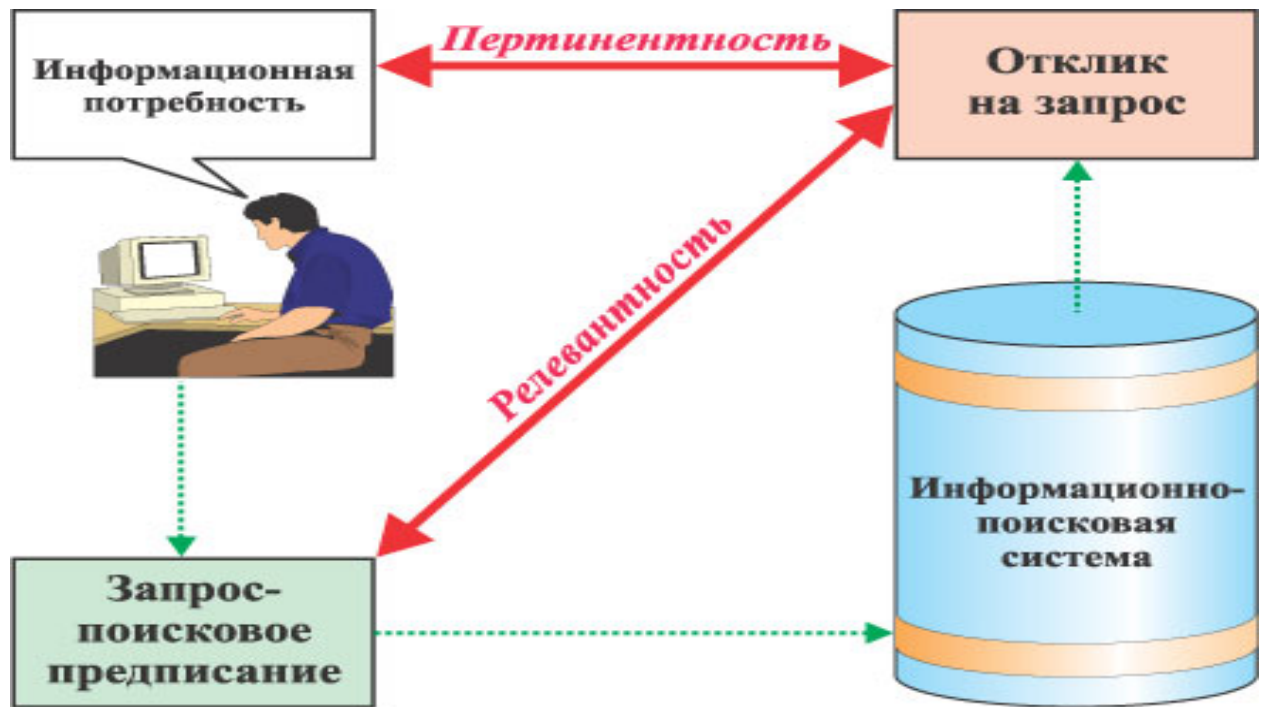 Информационная
потребность
Пертинентность
Отклик
на запрос
Релевантность
Информационно-
поисковая
система
Запрос-
поисковое
предписание